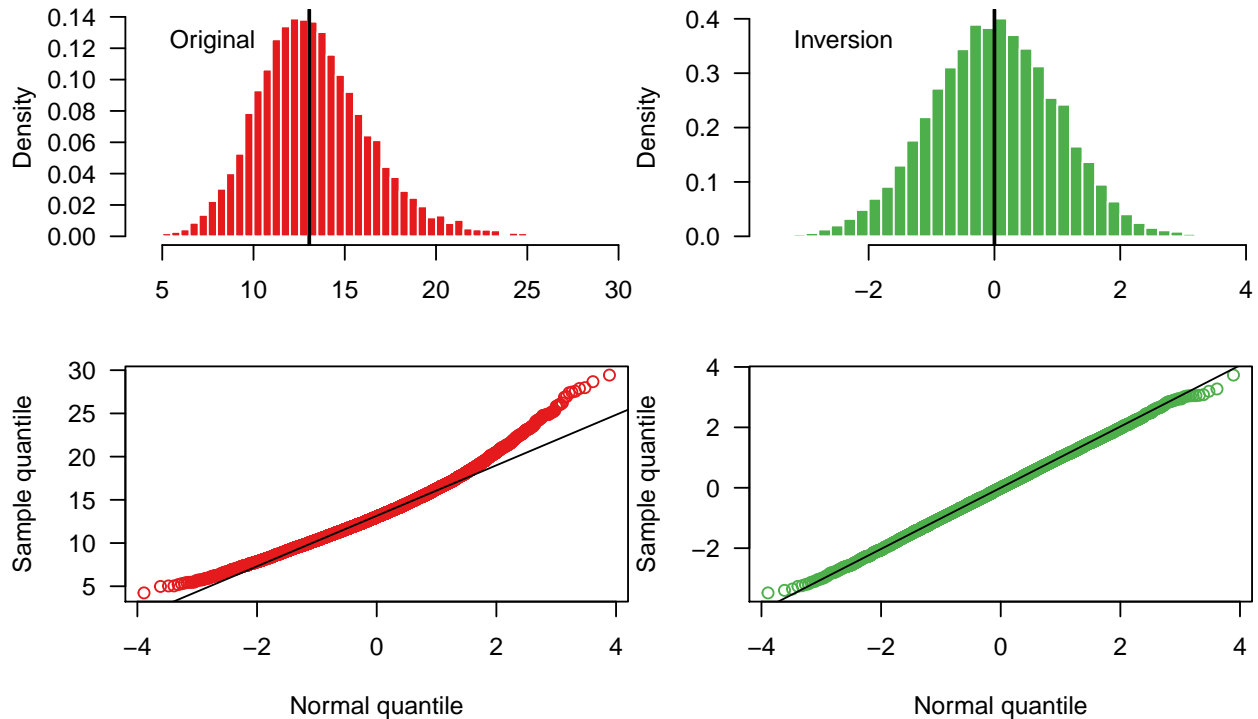 Original
Density
0.14
0.12
0.10
0.08
0.06
0.04
0.02
0.00
5 10 15 20 25 30
Inversion
Density
0.4
0.3
0.2
0.1
0.0
−2 0 2 4
Sample quantile
30
25
20
15
10
5
−4 −2 0 2 4
Normal quantile
Sample quantile
4
2
0
−2
−4 −2 0 2 4
Normal quantile